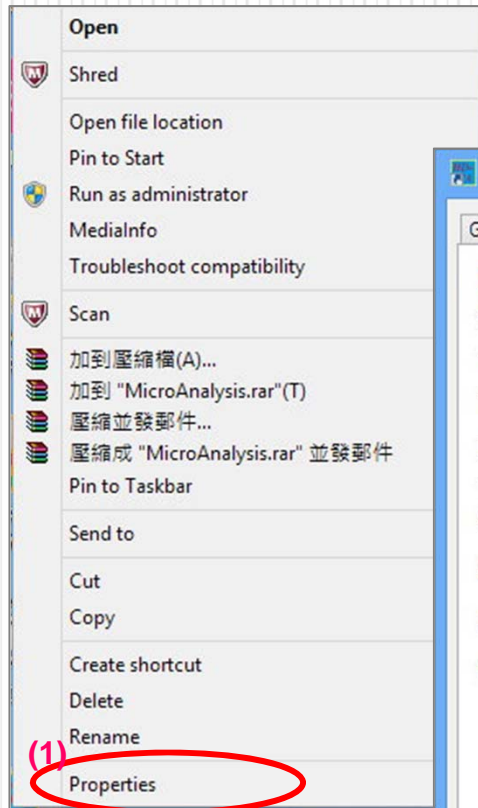 Open
Shred
Open file location
Pin to Start
Run as administrator
MediaInfo
Troubleshoot compatibility
Scan
加到壓縮檔(A)...
加到 "MicroAnalysis.rar"(T)
壓縮並發郵件...
壓縮成 "MicroAnalysis.rar" 並發郵件
Pin to Taskbar
Send to
Cut
Copy
Create shortcut
Delete
Rename
(1)
Properties